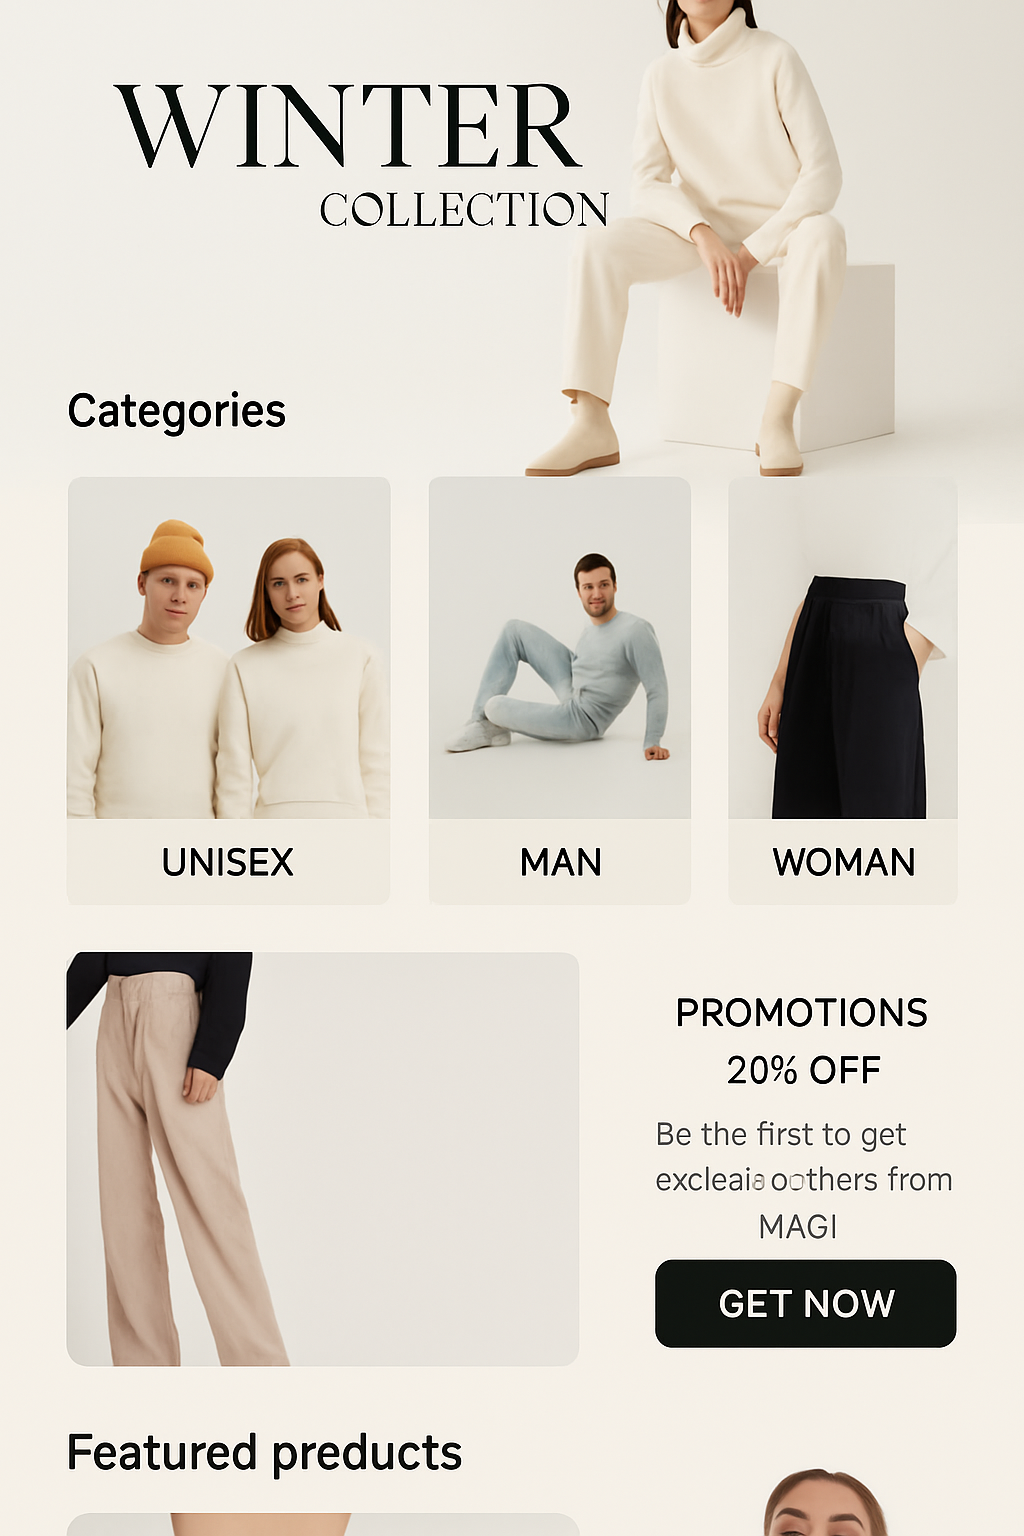 WINTER
COLLECTION
Categories
UNISEX
MAN
WOMAN
PROMOTIONS
20% OFF
Be the first to get
from
MAGI
GET NOW
Featured preducts